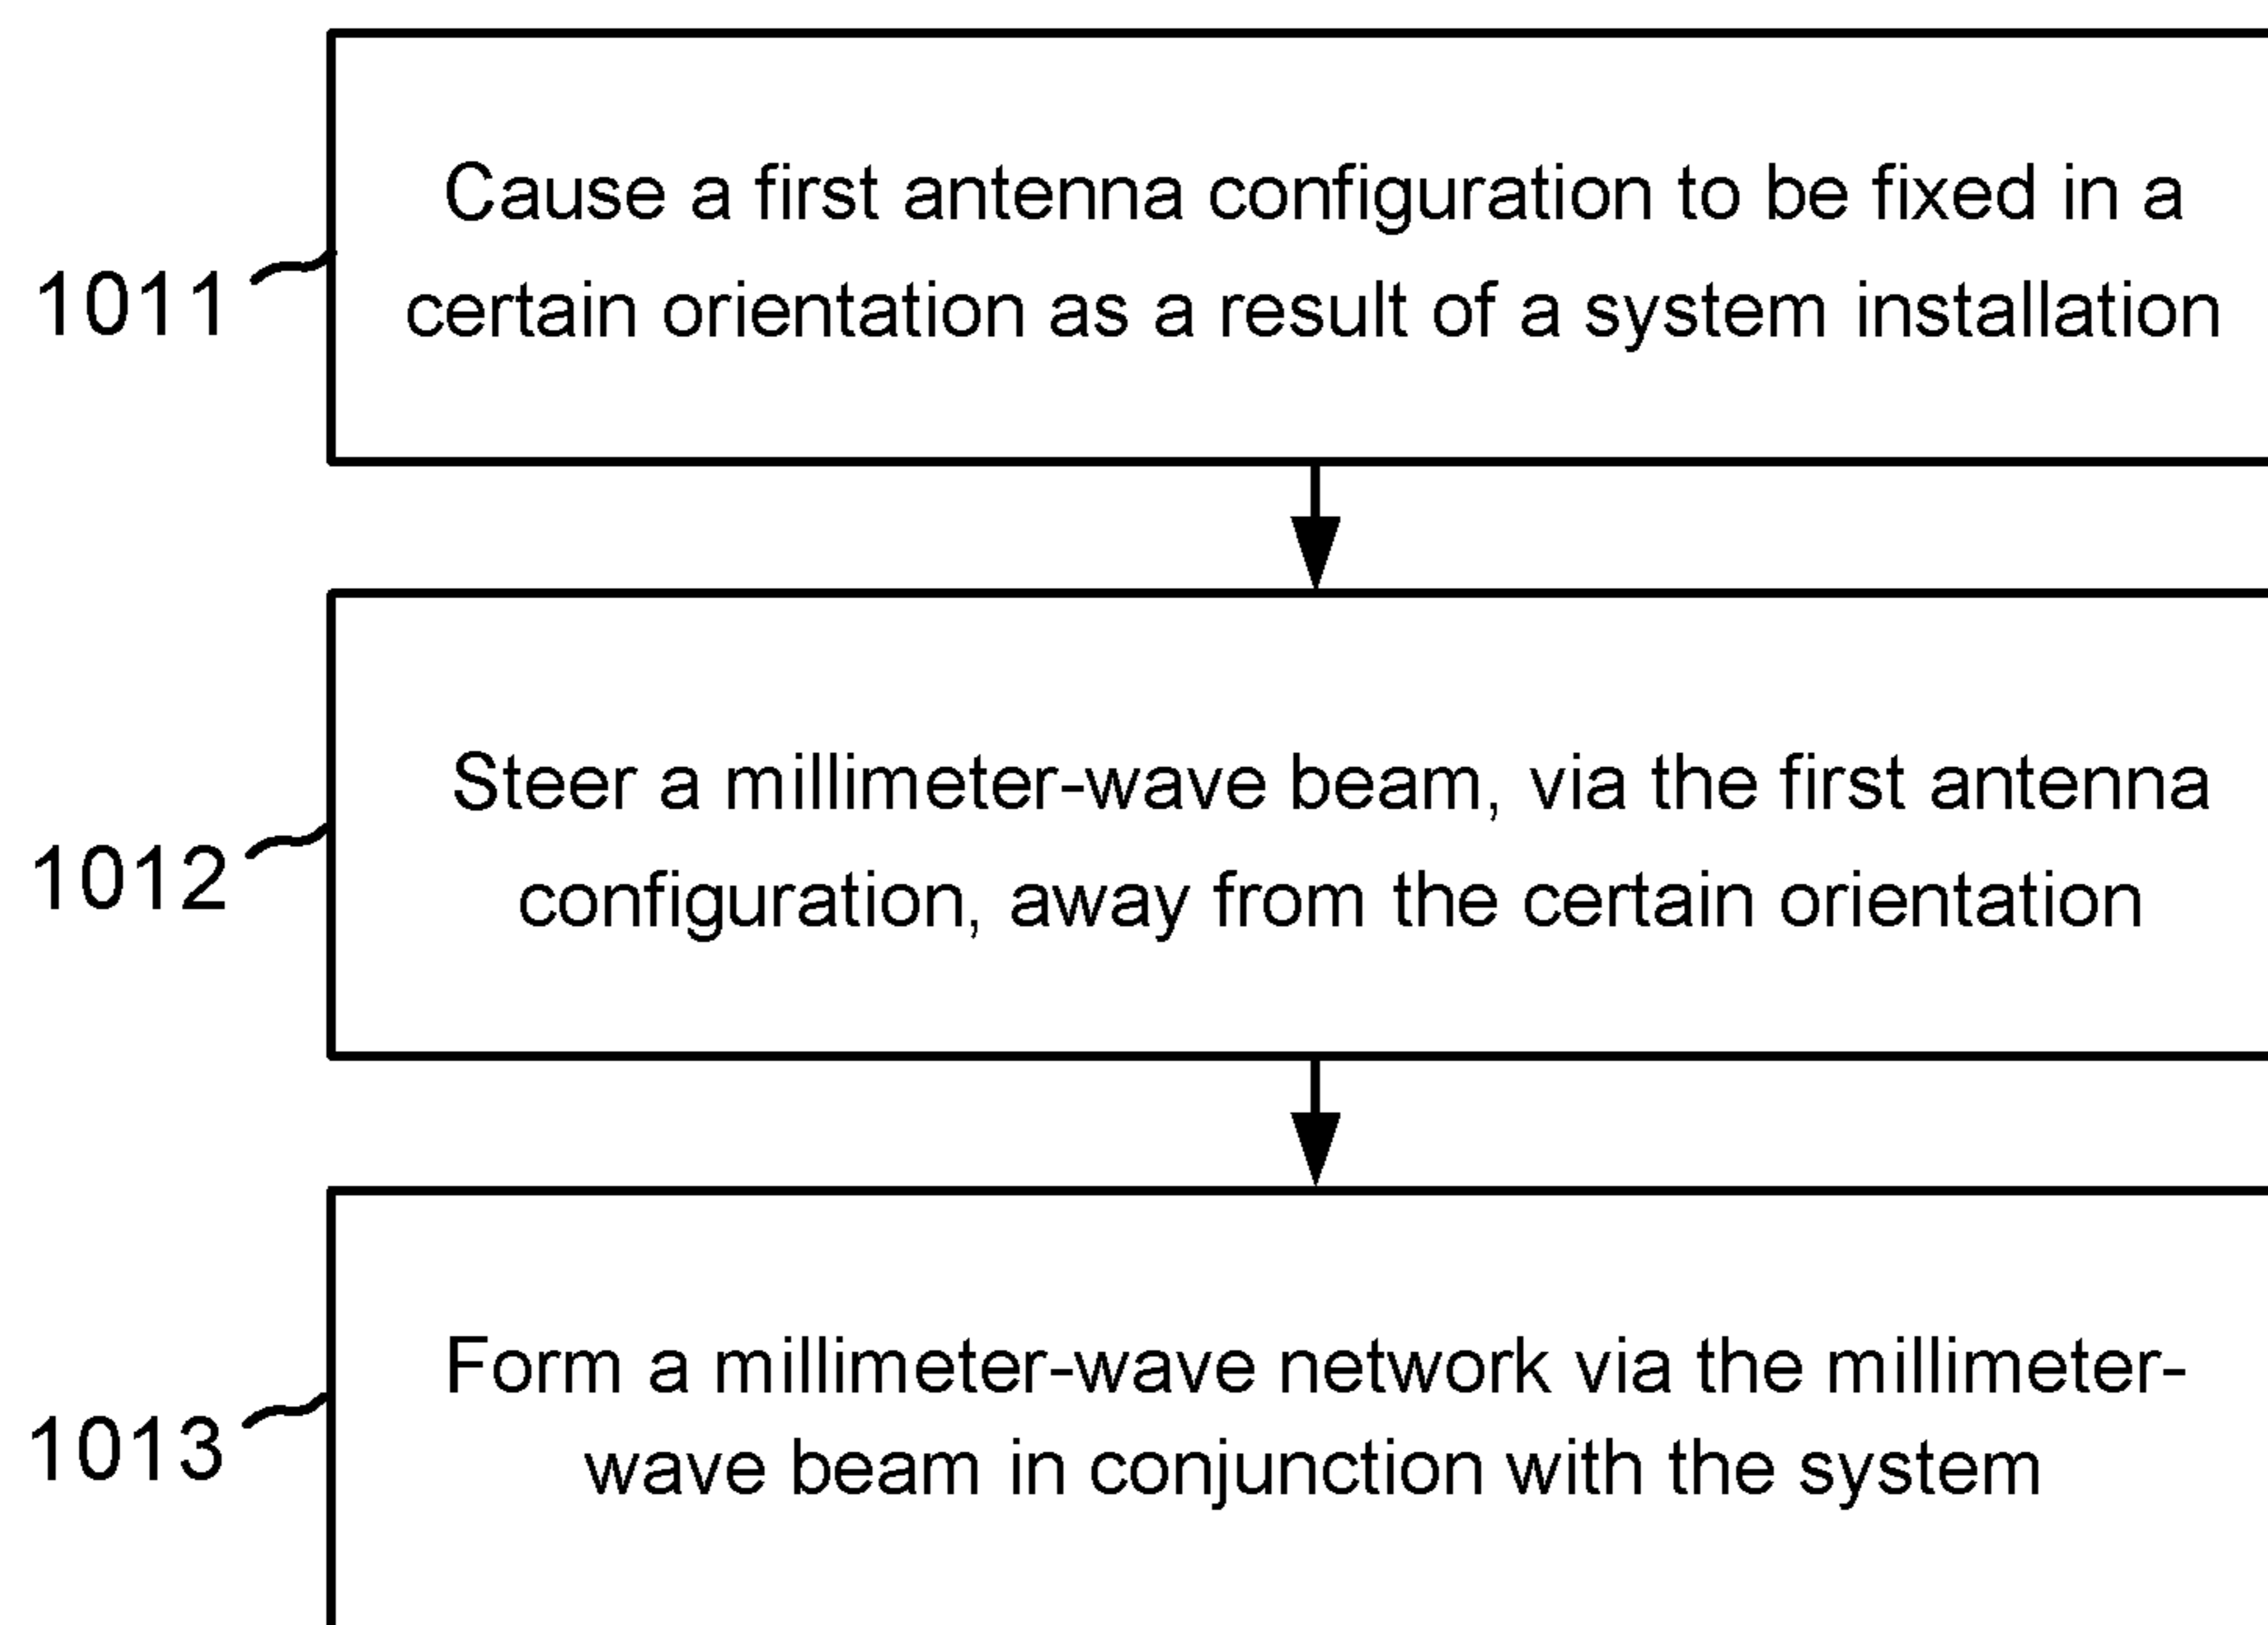 Cause a first antenna configuration to be fixed in a
certain orientation as a result of a system installation
1011
Steer a millimeter-wave beam, via the first antenna
configuration, away from the certain orientation
1012
Form a millimeter-wave network via the millimeter-
wave beam in conjunction with the system
1013